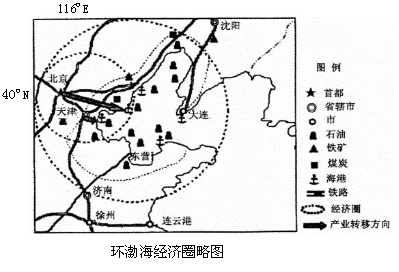 116°E
40°N
沈阳
北京
天津
大连
东营
济南
徐州
连云港
图例
首都
省辖市
市
石油
铁矿
煤炭
海港
铁路
经济圈
产业转移方向
环渤海经济圈略图